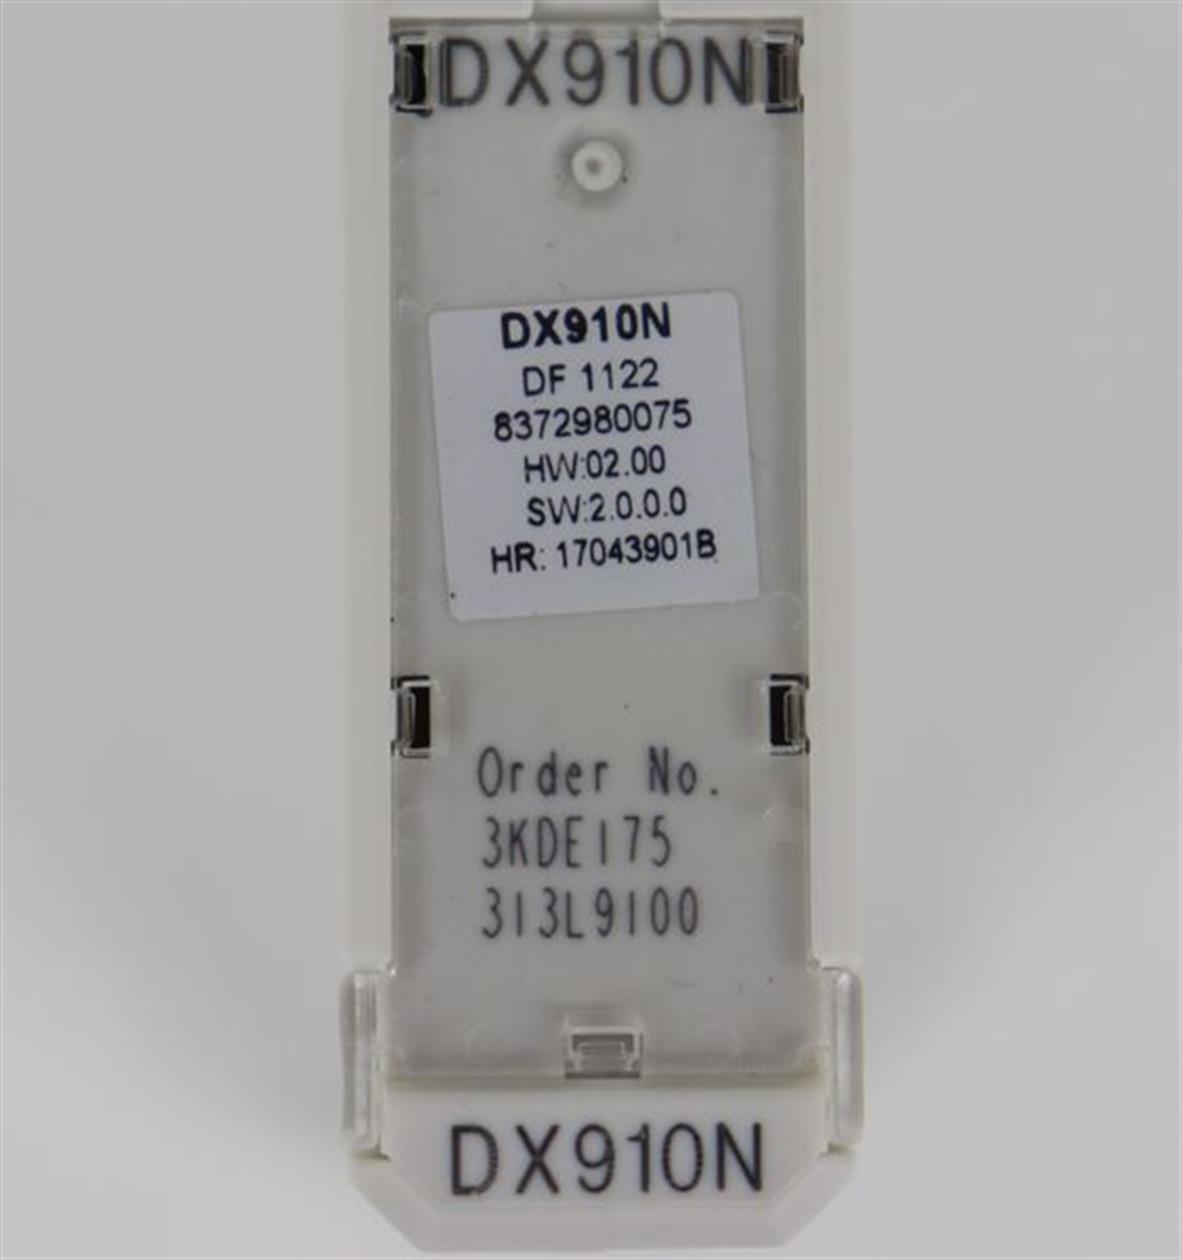 DX910N
DX910N
DF 1122
8372980075
HW:02.00
SW:2.0.0.0
HR: 17043901B
Order No.
3KDE175
313L9100
DX910N